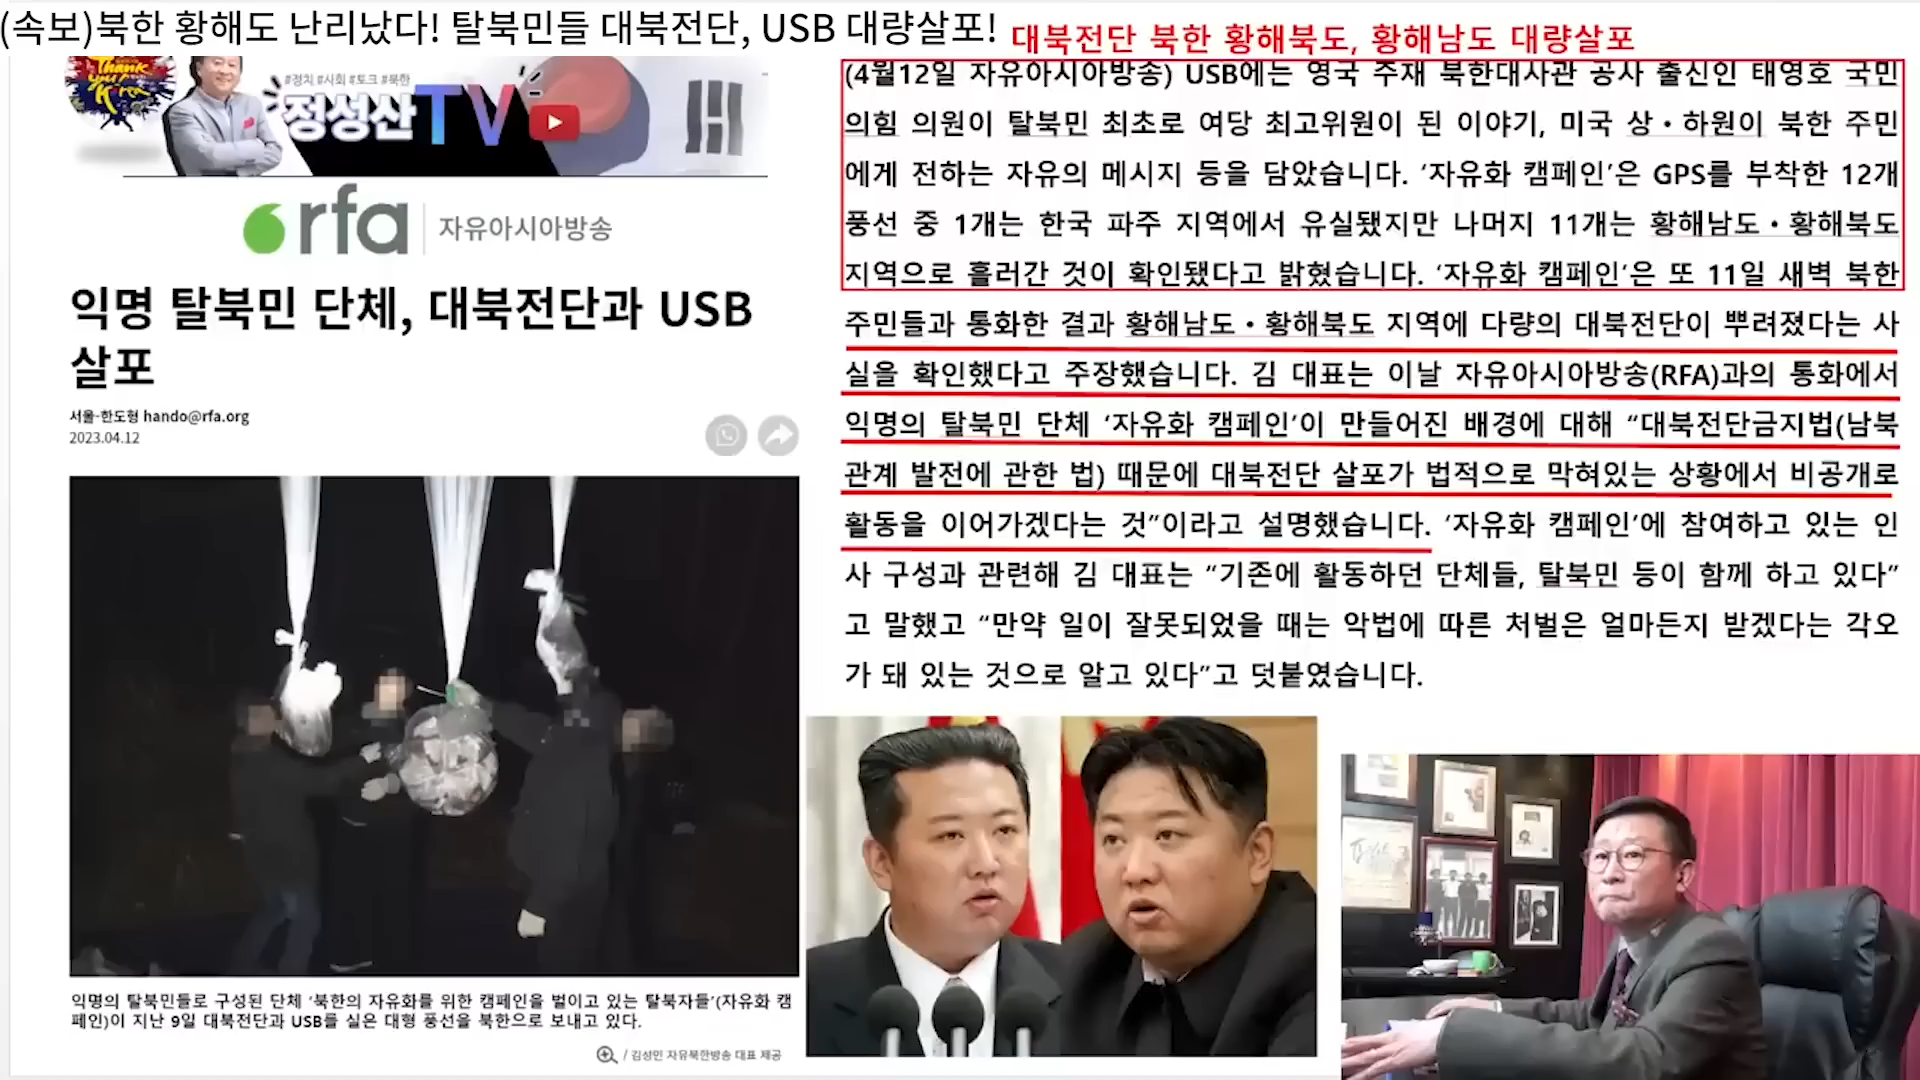 (속보)북한 황해도 난리났다! 탈북민들 대북전단, USB 대량살포!
대북전단 북한 황해북도, 황해남도 대량살포
Thank you! Korea
#정치 #사회 #토크 #북한
정성산TV
rfa 자유아시아방송
익명 탈북민 단체, 대북전단과 USB
살포
서울-한도형 hando@rfa.org
2023.04.12
익명의 탈북민들로 구성된 단체 ‘북한의 자유화를 위한 캠페인을 벌이고 있는 탈북자들’(자유화 캠
페인)이 지난 9일 대북전단과 USB를 실은 대형 풍선을 북한으로 보내고 있다.
/ 김성민 자유북한방송 대표 제공
(4월12일 자유아시아방송) USB에는 영국 주재 북한대사관 공사 출신인 태영호 국민
의힘 의원이 탈북민 최초로 여당 최고위원이 된 이야기, 미국 상・하원이 북한 주민
에게 전하는 자유의 메시지 등을 담았습니다. ‘자유화 캠페인’은 GPS를 부착한 12개
풍선 중 1개는 한국 파주 지역에서 유실됐지만 나머지 11개는 황해남도・황해북도
지역으로 흘러간 것이 확인됐다고 밝혔습니다. ‘자유화 캠페인’은 또 11일 새벽 북한
주민들과 통화한 결과 황해남도・황해북도 지역에 다량의 대북전단이 뿌려졌다는 사
실을 확인했다고 주장했습니다. 김 대표는 이날 자유아시아방송(RFA)과의 통화에서
익명의 탈북민 단체 ‘자유화 캠페인’이 만들어진 배경에 대해 “대북전단금지법(남북
관계 발전에 관한 법) 때문에 대북전단 살포가 법적으로 막혀있는 상황에서 비공개로
활동을 이어가겠다는 것”이라고 설명했습니다. ‘자유화 캠페인’에 참여하고 있는 인
사 구성과 관련해 김 대표는 “기존에 활동하던 단체들, 탈북민 등이 함께 하고 있다”
고 말했고 “만약 일이 잘못되었을 때는 악법에 따른 처벌은 얼마든지 받겠다는 각오
가 돼 있는 것으로 알고 있다”고 덧붙였습니다.